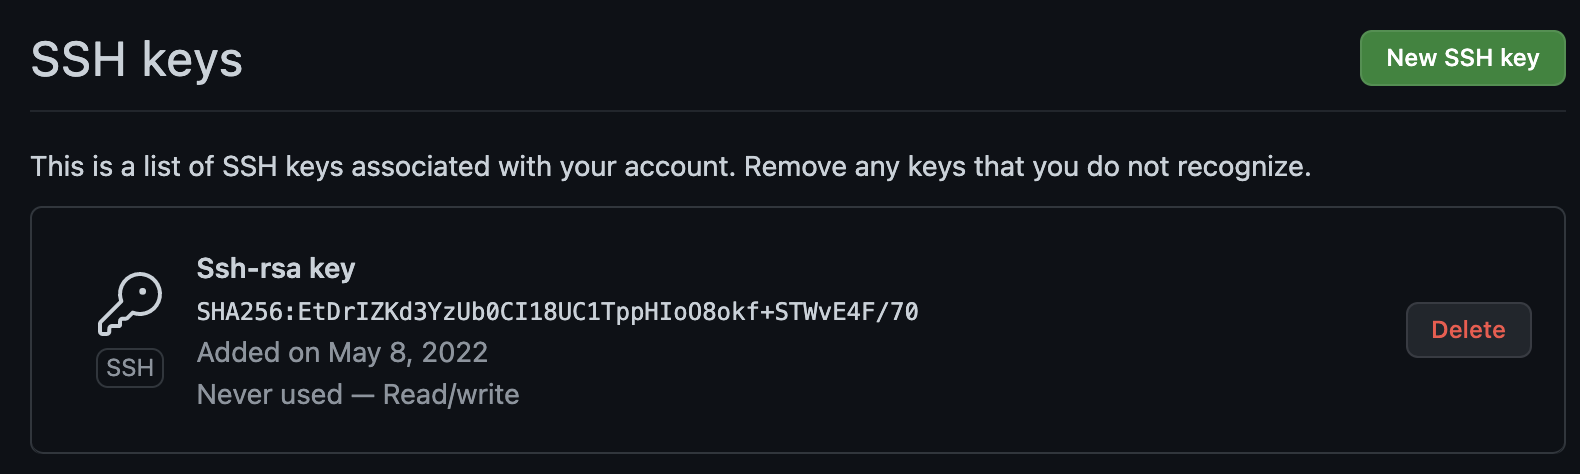 SSH keys
New SSH key
This is a list of SSH keys associated with your account. Remove any keys that you do not recognize.
Ssh-rsa key
SHA256:EtDrIZKd3YzUb0CI18UC1TppHIoO8okf+STWvE4F/70
Added on May 8, 2022
Never used — Read/write
SSH
Delete